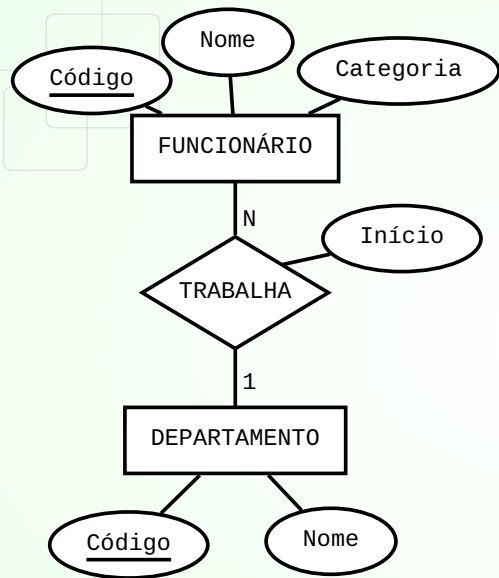 Nome
Código
Categoria
FUNCIONÁRIO
N
Início
TRABALHA
1
DEPARTAMENTO
Código
Nome